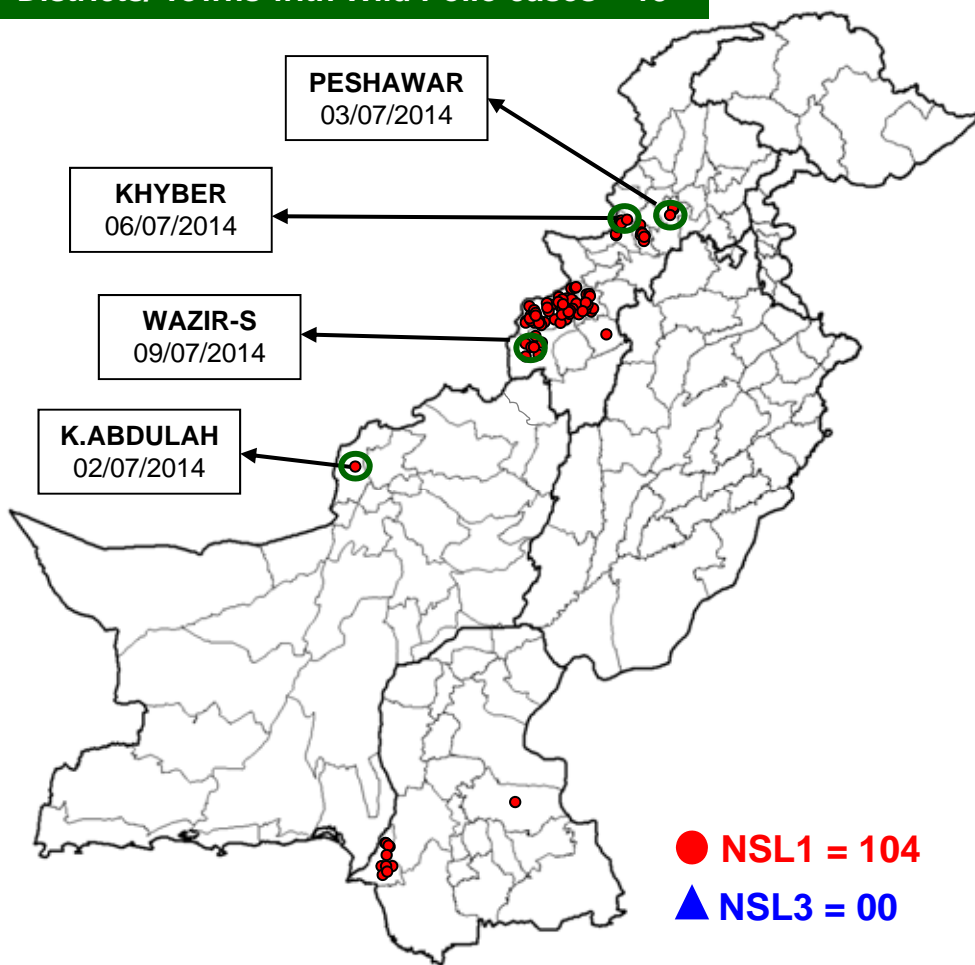 PESHAWAR
03/07/2014
KHYBER
06/07/2014
WAZIR-S
09/07/2014
K.ABDULAH
02/07/2014
NSL1 = 104
NSL3 = 00